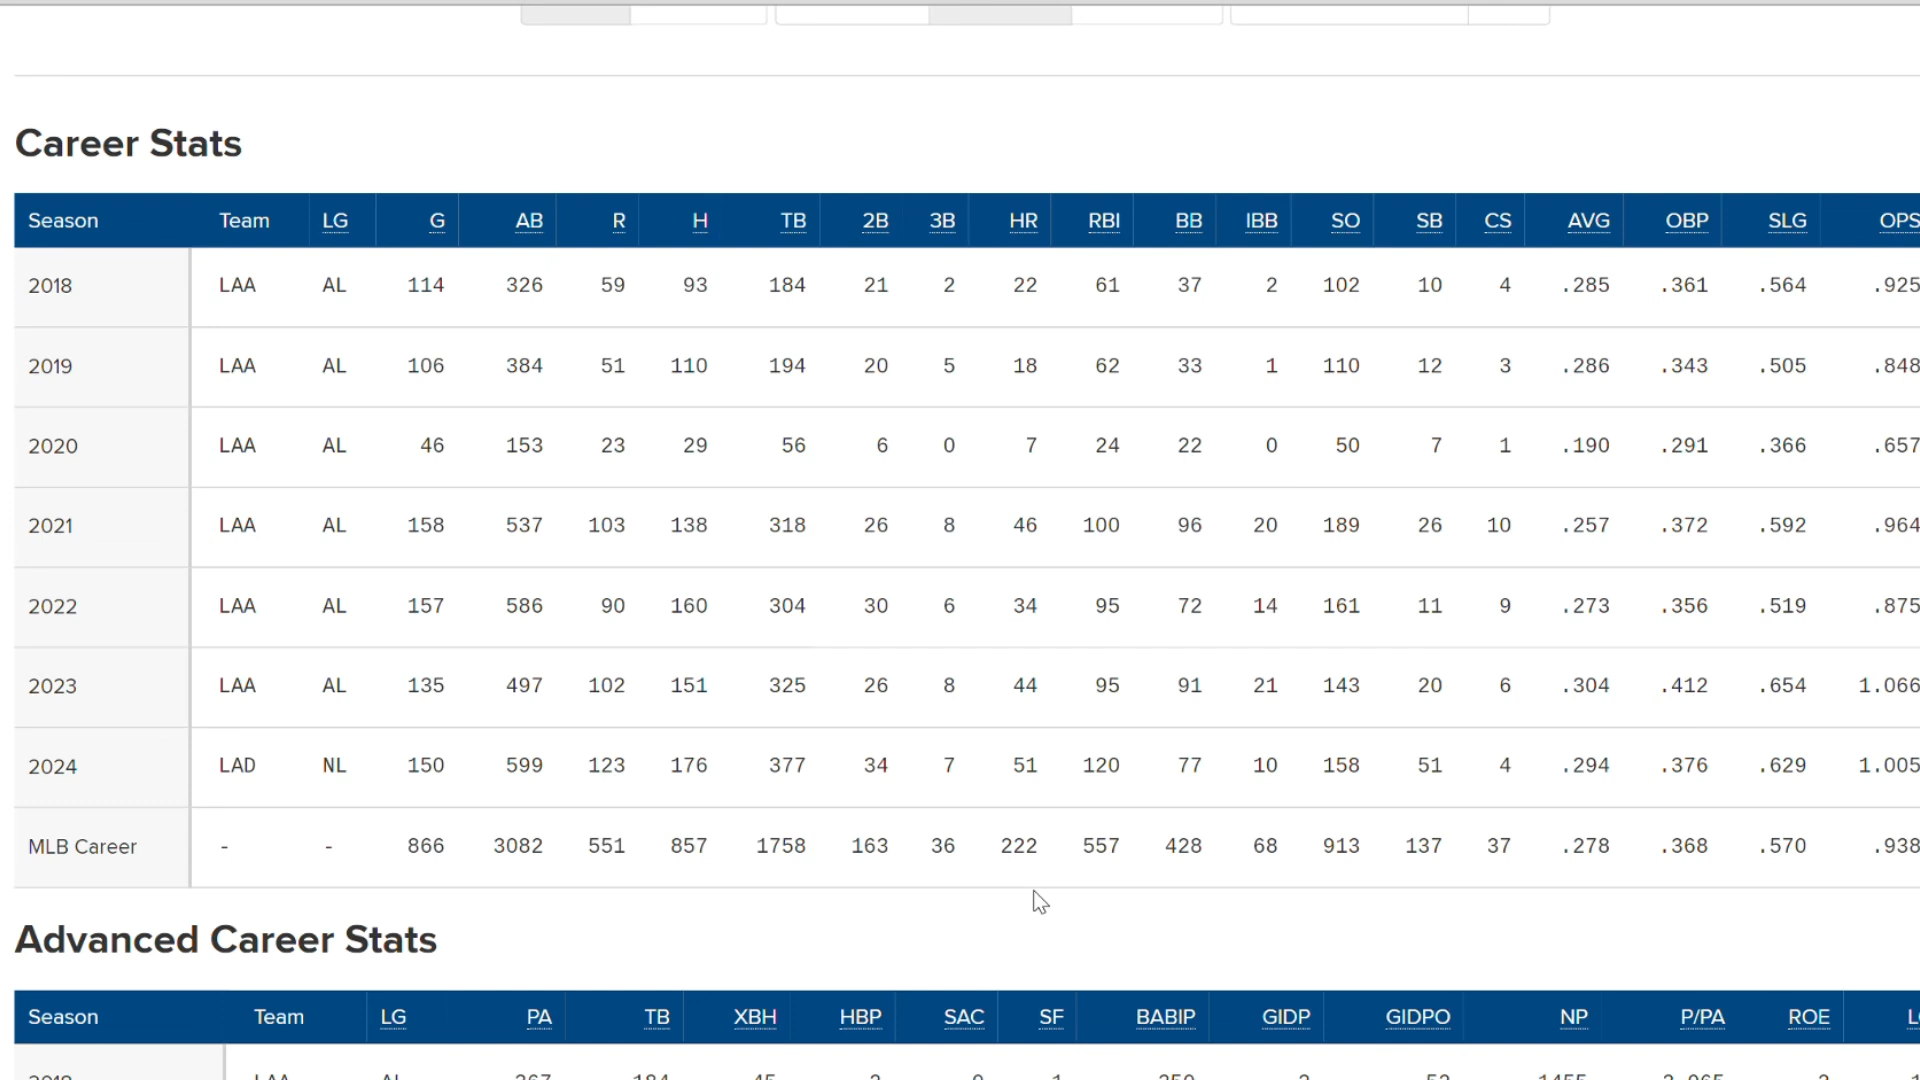 Career Stats
Season Team LG G AB R H TB 2B 3B HR RBI BB IBB SO SB CS AVG OBP SLG OPS
2018 LAA AL 114 326 59 93 184 21 2 22 61 37 2 102 10 4 .285 .361 .564 .925
2019 LAA AL 106 384 51 110 194 20 5 18 62 33 1 110 12 3 .286 .343 .505 .848
2020 LAA AL 46 153 23 29 56 6 0 7 24 22 0 50 7 1 .190 .291 .366 .657
2021 LAA AL 158 537 103 138 318 26 8 46 100 96 20 189 26 10 .257 .372 .592 .964
2022 LAA AL 157 586 90 160 304 30 6 34 95 72 14 161 11 9 .273 .356 .519 .875
2023 LAA AL 135 497 102 151 325 26 8 44 95 91 21 143 20 6 .304 .412 .654 1.066
2024 LAD NL 150 599 123 176 377 34 7 51 120 77 10 158 51 4 .294 .376 .629 1.005
MLB Career - - 866 3082 551 857 1758 163 36 222 557 428 68 913 137 37 .278 .368 .570 .938
Advanced Career Stats
Season Team LG PA TB XBH HBP SAC SF BABIP GIDP GIDPO NP P/PA ROE